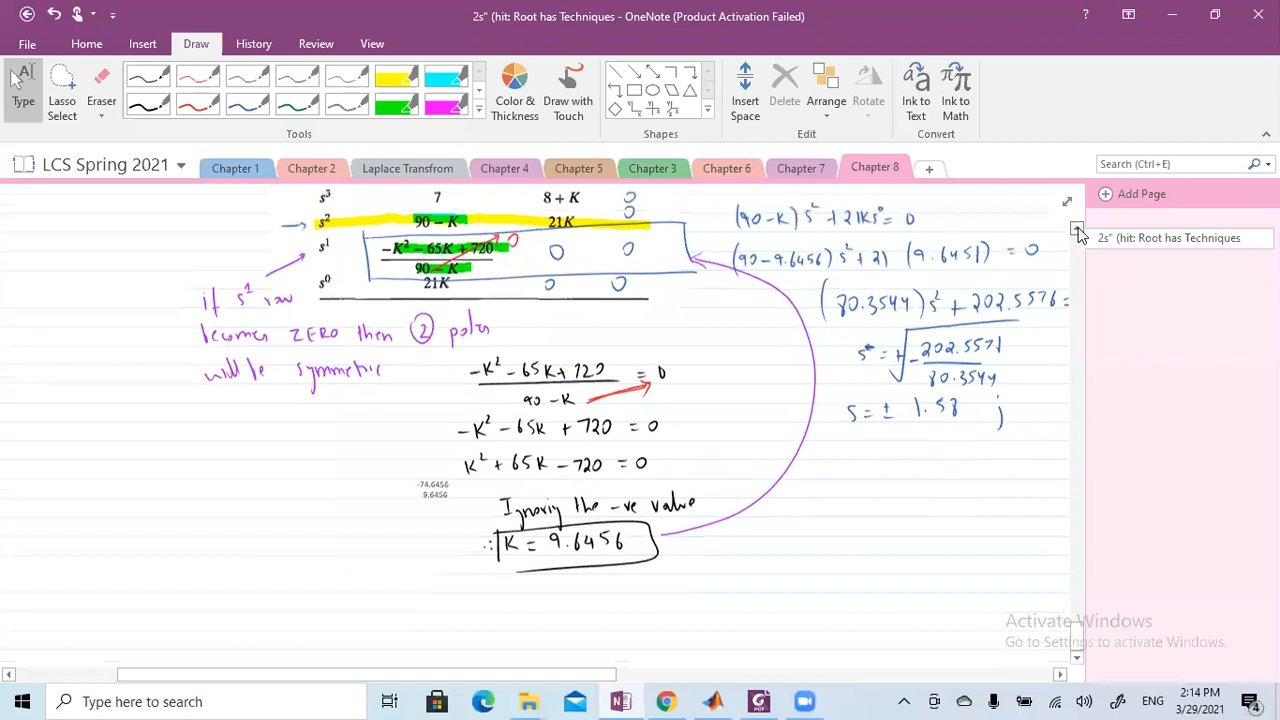 2s" (hit: Root has Techniques - OneNote (Product Activation Failed)
File Home Insert Draw History Review View
Type
Lasso Select
Eraser
Color & Thickness
Draw with Touch
Insert Space
Delete
Arrange
Rotate
Ink to Text
Ink to Math
Tools Shapes Edit Convert
LCS Spring 2021
Chapter 1 Chapter 2 Laplace Transfrom Chapter 4 Chapter 5 Chapter 3 Chapter 6 Chapter 7 Chapter 8
Search (Ctrl+E)
Add Page
2s" (hit: Root has Techniques
s³ 7 8 + K 0
0
s² 90 − K 21K
s¹ −K² − 65K + 720 0 0 0
90 − K
s⁰ 21K 0 0
if s¹ row
becomes ZERO then 2 poles
will be symmetric
-K² - 65K + 720 = 0
90 - K
-K² - 65K + 720 = 0
K² + 65K - 720 = 0
-74.6456
9.6456
Ignoriy the -ve value
∴ K = 9.6456
(90-K) s² + 21K s⁰ = 0
(90 - 9.6456) s² + 21 (9.6451) = 0
(80.3544) s² + 202.5576 =
s = ± √ - 202.5571
80.3544
s = ± 1.58 j
Activate Windows
Go to Settings to activate Windows.
Type here to search
ENG
2:14 PM
3/29/2021
4